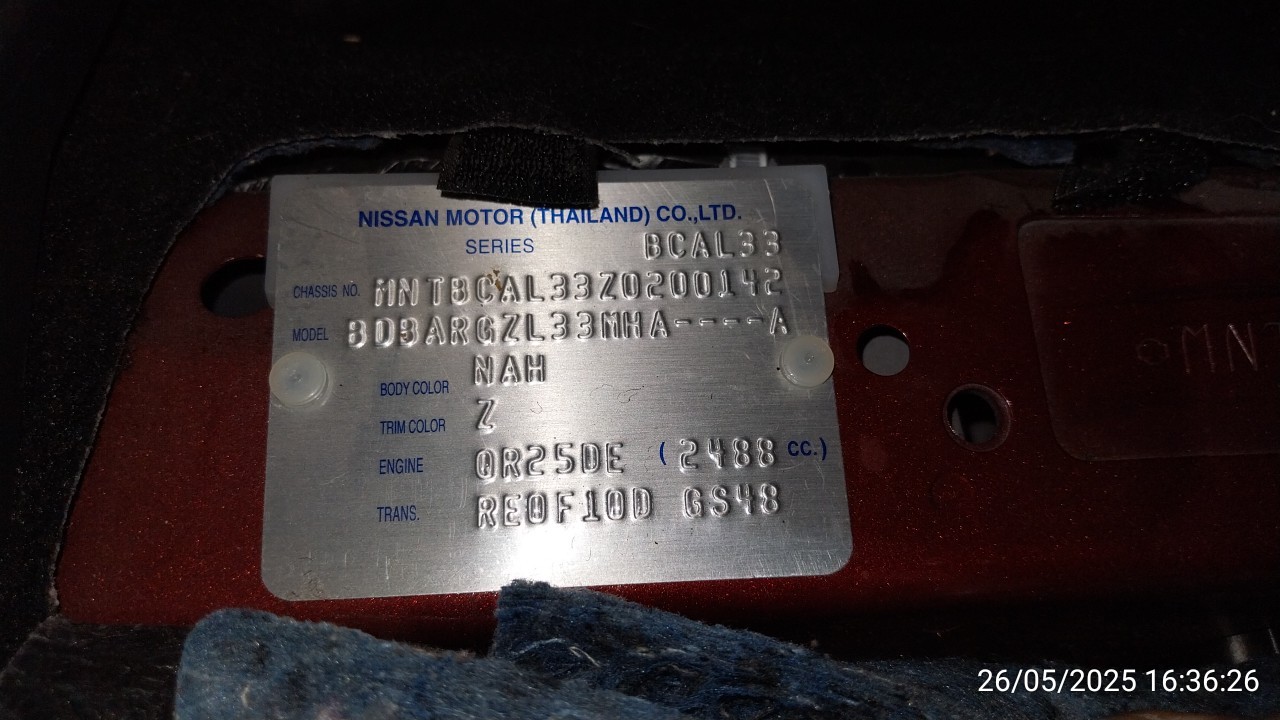 NISSAN MOTOR (THAILAND) CO.,LTD.
SERIES BCAL33
CHASSIS NO. MNTBCAL33Z0200142
MODEL BDBARGZL33MHA----A
BODY COLOR NAH
TRIM COLOR Z
ENGINE QR25DE (2488 CC.)
TRANS. RE0F10D GS48
MNT
26/05/2025 16:36:26